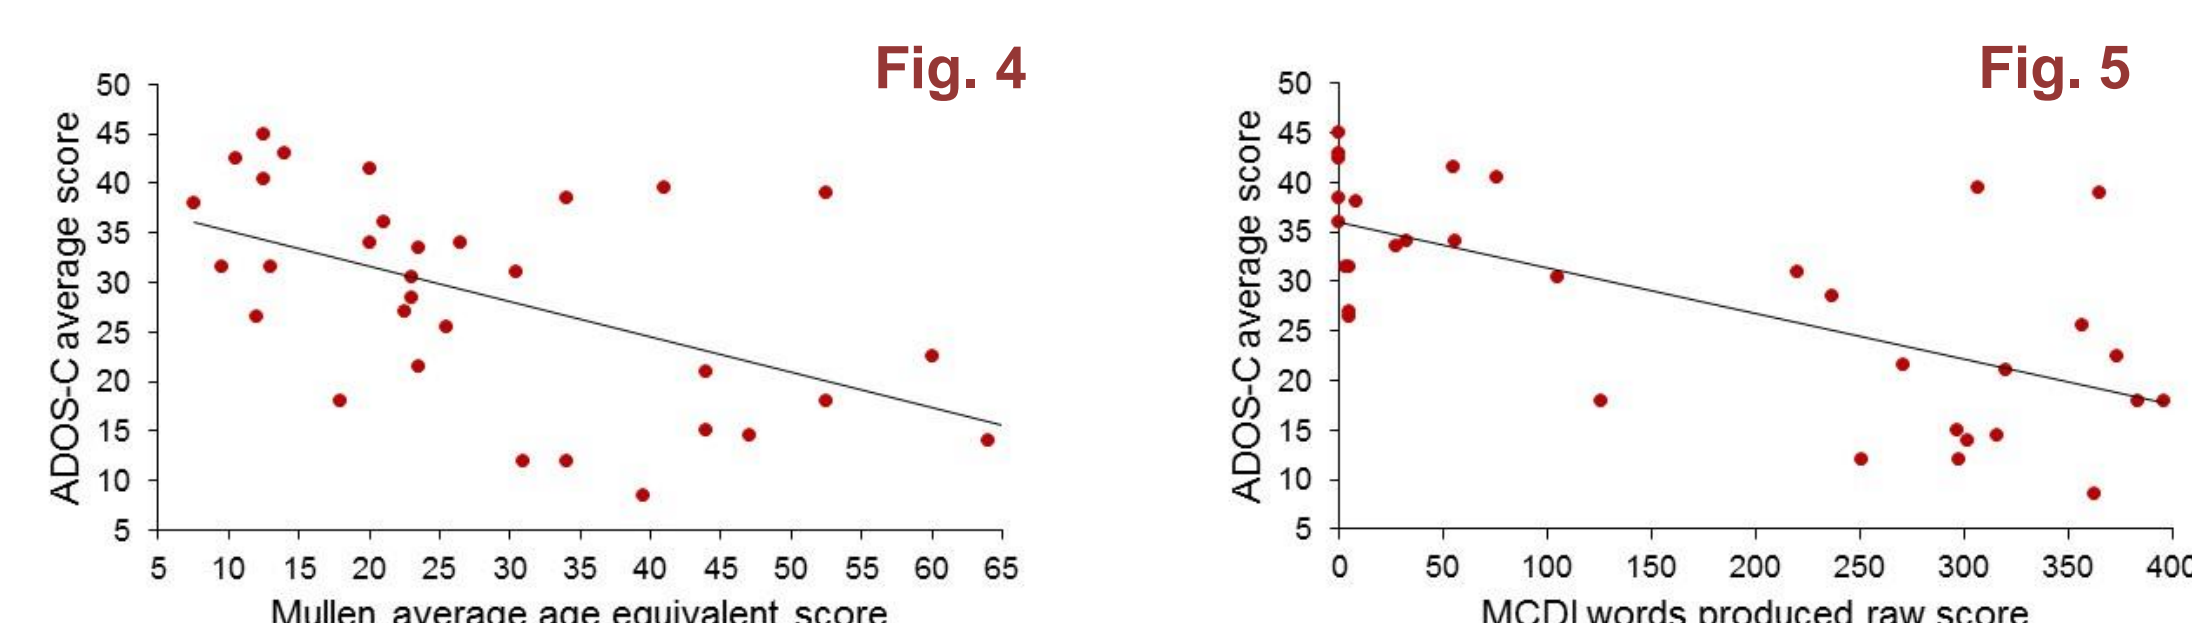 Fig. 4
ADOS-C average score
50
45
40
35
30
25
20
15
10
5
5 10 15 20 25 30 35 40 45 50 55 60 65
Mullen average age equivalent score
Fig. 5
ADOS-C average score
50
45
40
35
30
25
20
15
10
5
0 50 100 150 200 250 300 350 400
MCDI words produced raw score